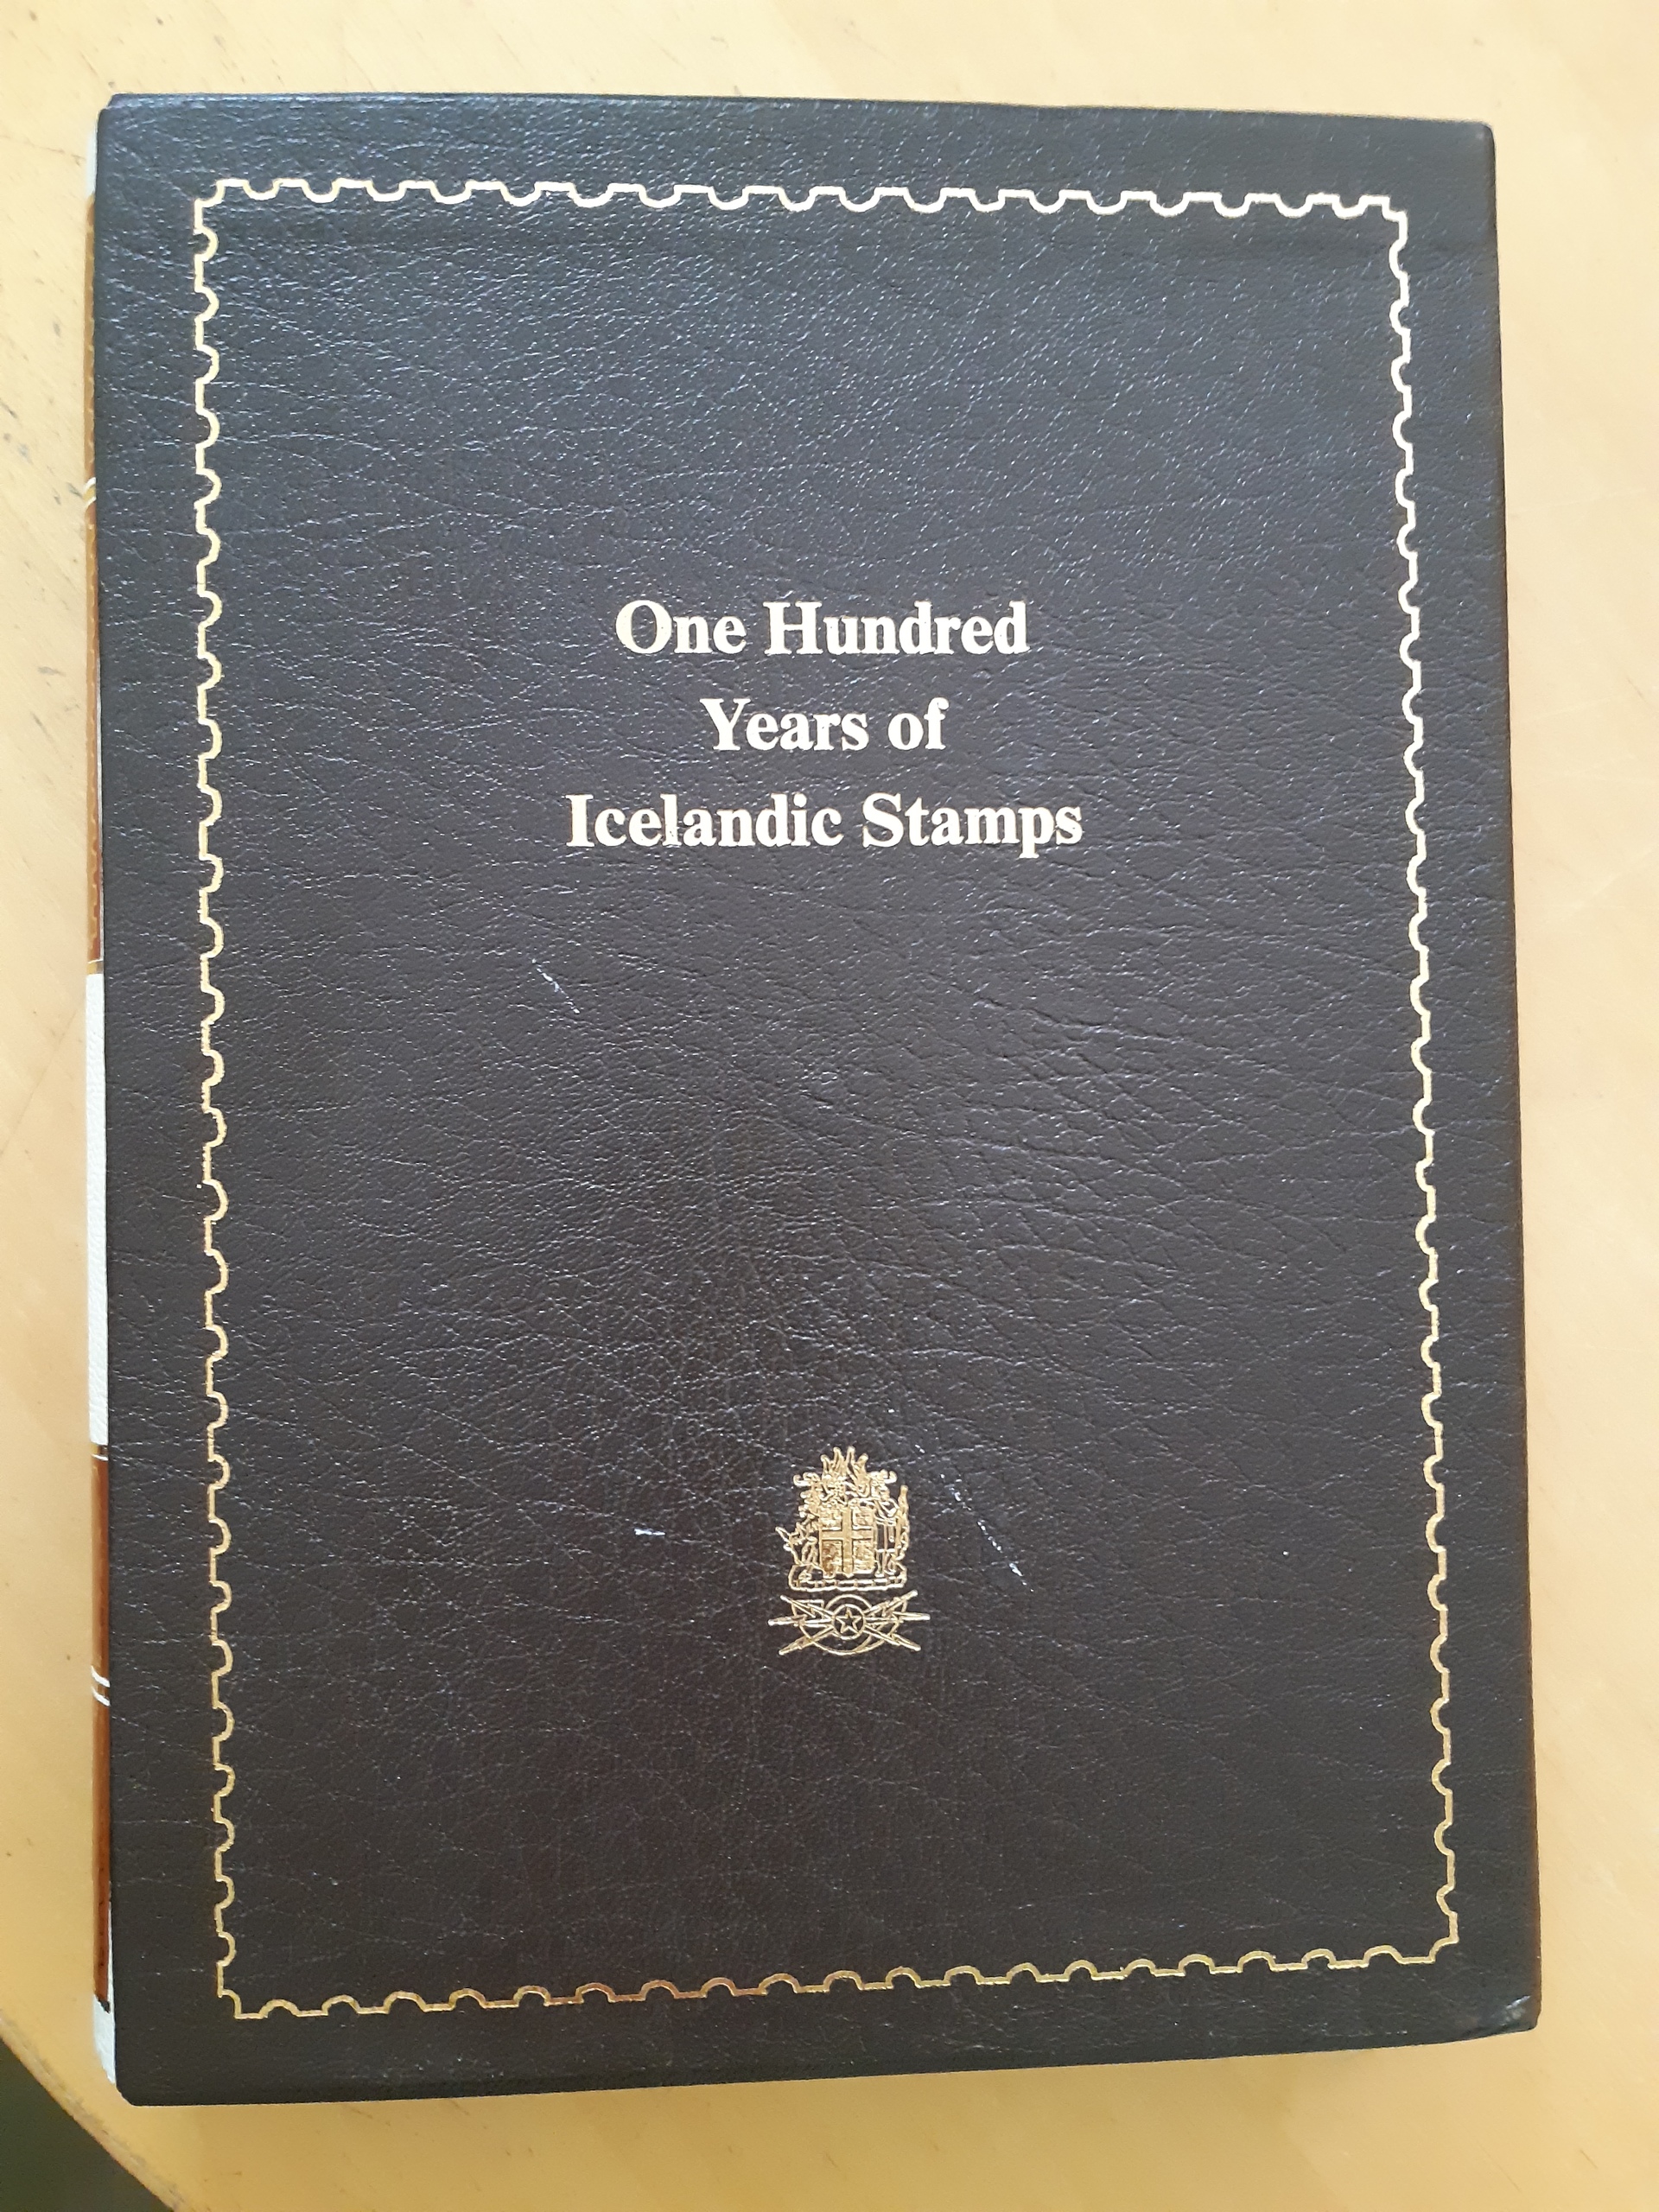 One Hundred
Years of
Icelandic Stamps